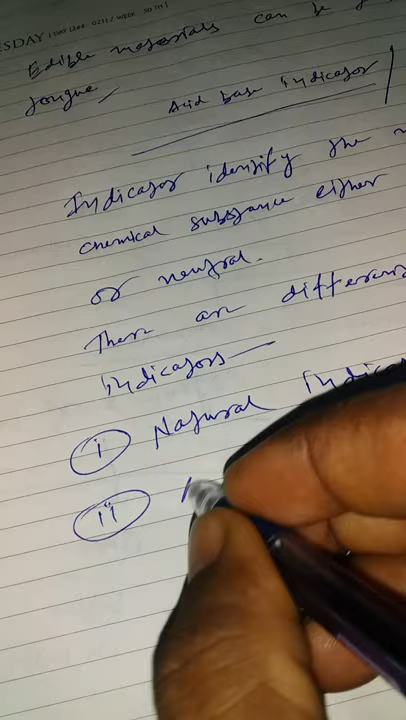 ESDAY
Edible materials can be
tongue
Acid base indicator
Indicator identify the
chemical substance either
or neutral.
There are different
indicators —
(i) Natural Indica
(ii)